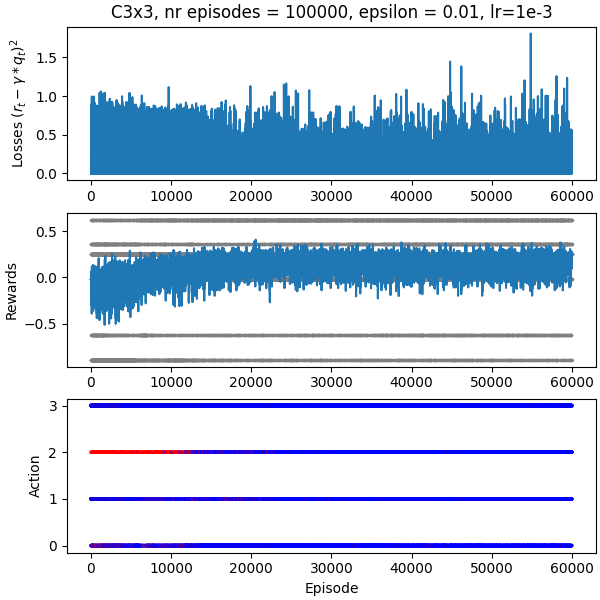 C3x3, nr episodes = 100000, epsilon = 0.01, lr=1e-3
Losses (r_t − γ * q_t)^2
1.5
1.0
0.5
0.0
0 10000 20000 30000 40000 50000 60000
Rewards
0.5
0.0
−0.5
0 10000 20000 30000 40000 50000 60000
Action
3
2
1
0
0 10000 20000 30000 40000 50000 60000
Episode